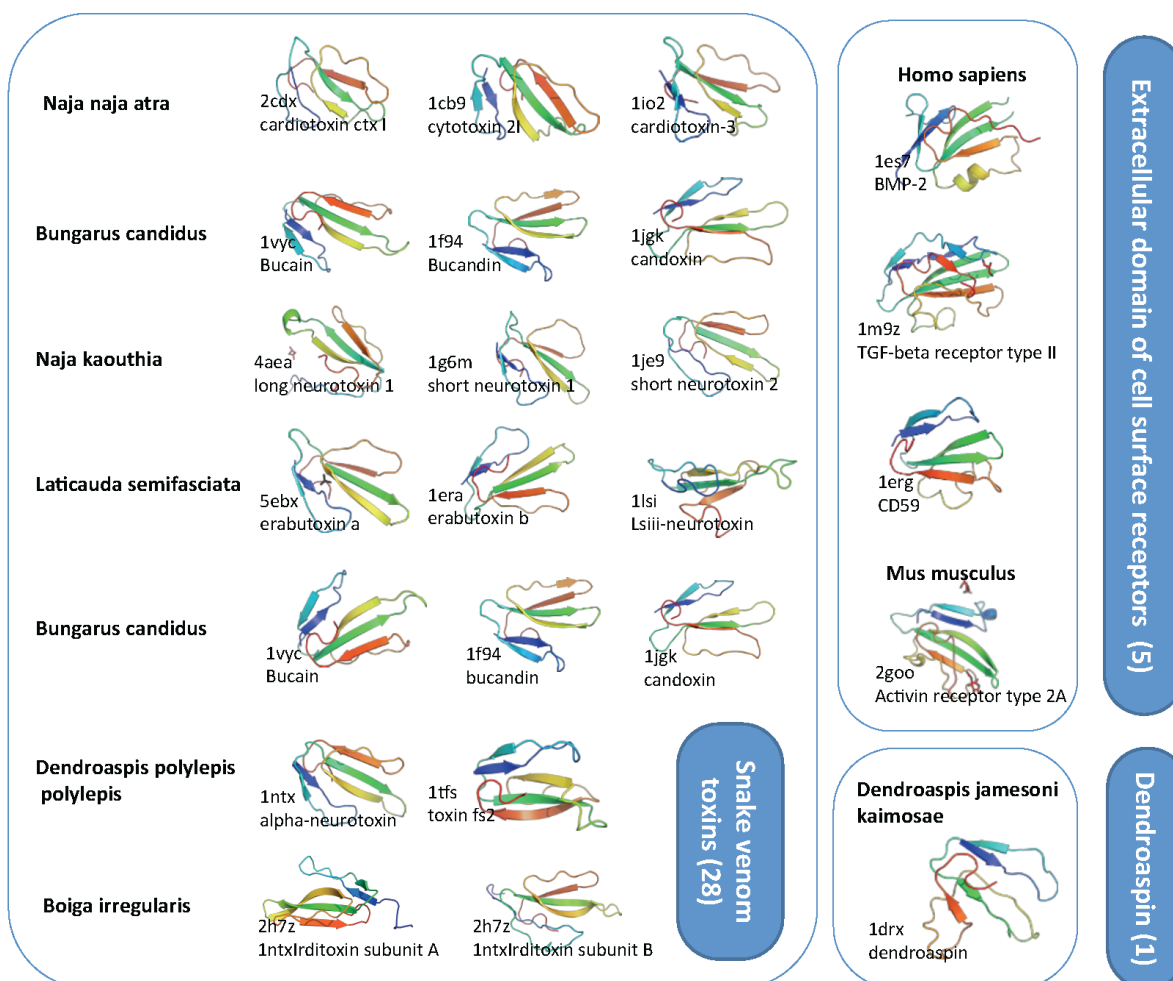 Naja naja atra
2cdx
cardiotoxin ctx I
1cb9
cytotoxin 2I
1io2
cardiotoxin-3
Bungarus candidus
1vyc
Bucain
1f94
Bucandin
1jgk
candoxin
Naja kaouthia
4aea
long neurotoxin 1
1g6m
short neurotoxin 1
1je9
short neurotoxin 2
Laticauda semifasciata
5ebx
erabutoxin a
1era
erabutoxin b
1lsi
Lsiii-neurotoxin
Bungarus candidus
1vyc
Bucain
1f94
bucandin
1jgk
candoxin
Dendroaspis polylepis
polylepis
1ntx
alpha-neurotoxin
1tfs
toxin fs2
Boiga irregularis
2h7z
1ntxIrditoxin subunit A
2h7z
1ntxIrditoxin subunit B
Snake venom
toxins (28)
Homo sapiens
1es7
BMP-2
1m9z
TGF-beta receptor type II
1erg
CD59
Mus musculus
2goo
Activin receptor type 2A
Extracellular domain of cell surface receptors (5)
Dendroaspis jamesoni
kaimosae
1drx
dendroaspin
Dendroaspin (1)